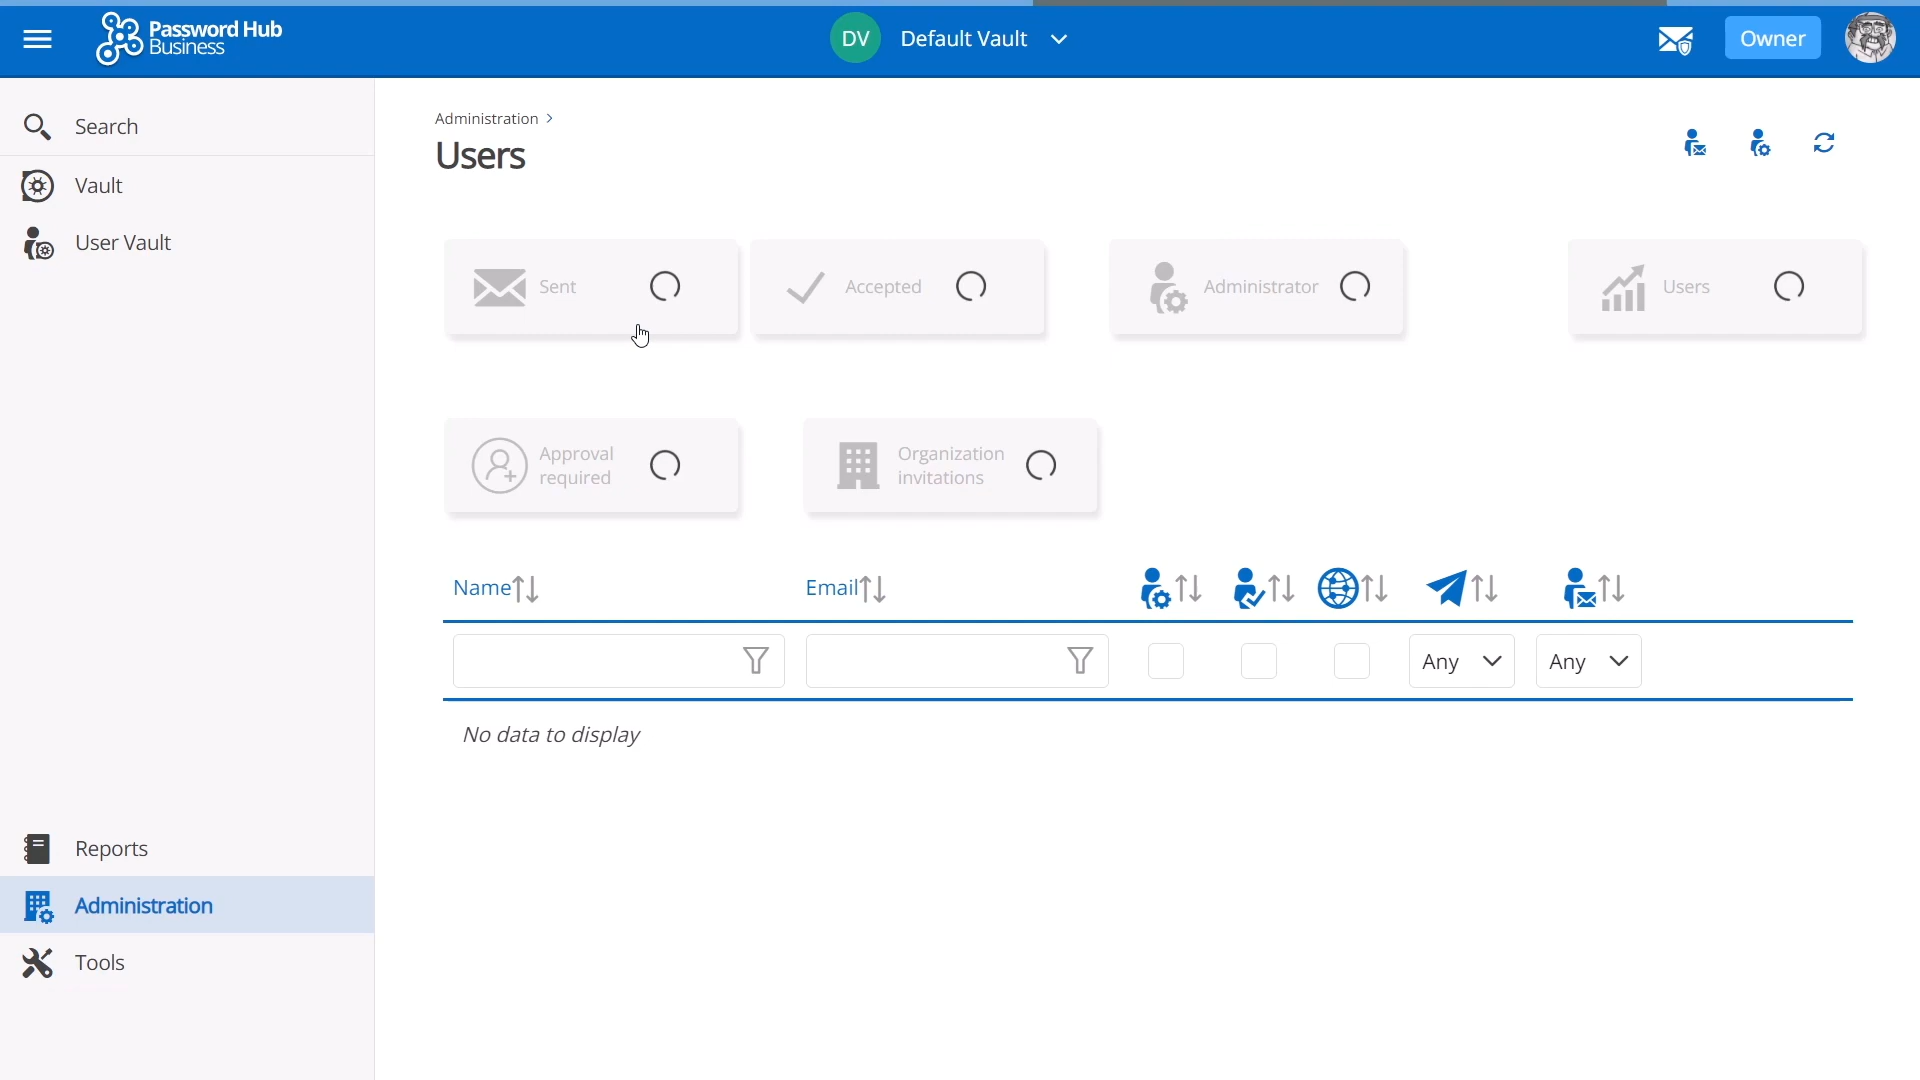 Password Hub
Business
DV
Default Vault
Owner
Search
Vault
User Vault
Reports
Administration
Tools
Administration >
Users
Sent
Accepted
Administrator
Users
Approval
required
Organization
invitations
Name
Email
Any
Any
No data to display